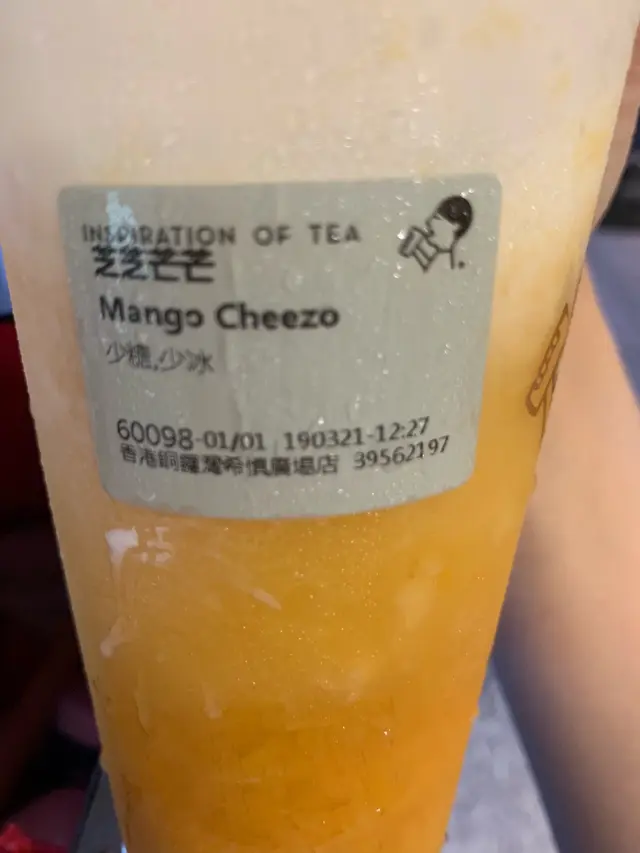 INSPIRATION OF TEA
芝芝芒芒
Mango Cheezo
少糖,少冰
60098-01/01 190321-12:27
香港銅鑼灣希慎廣場店 39562197